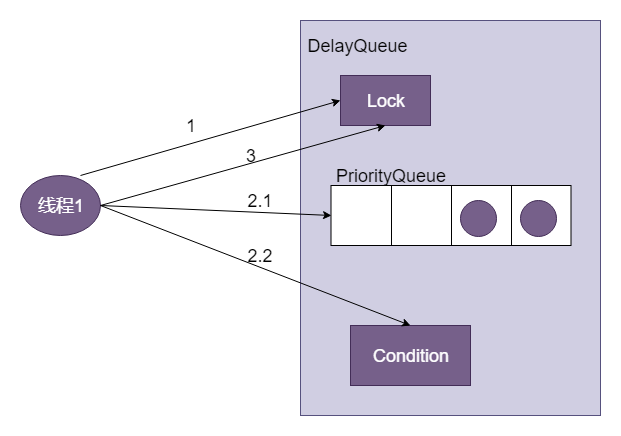 DelayQueue
Lock
1
3
PriorityQueue
线程1
2.1
2.2
Condition